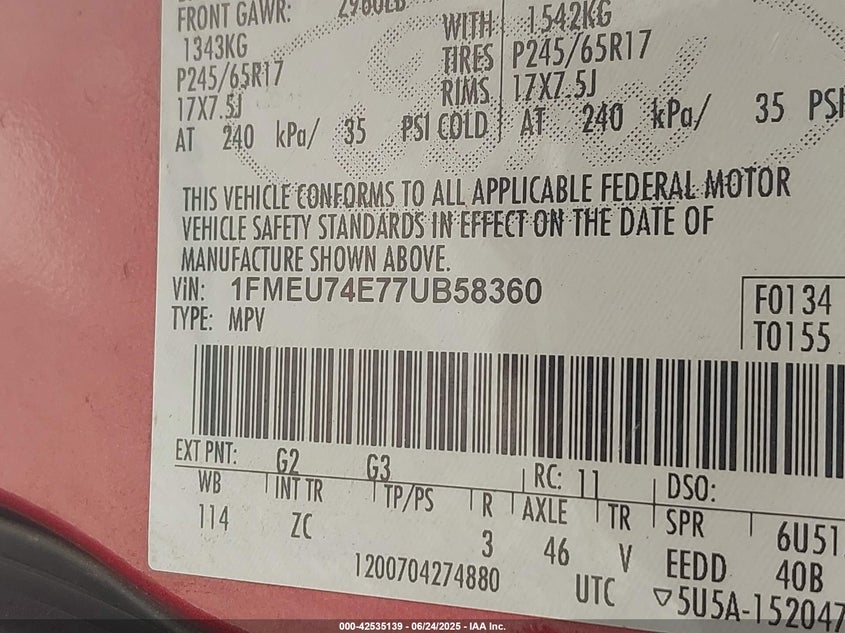 FRONT GAWR: 2960LB
1343KG
P245/65R17
17X7.5J
AT 240 kPa/ 35 PSI COLD
1542KG
WITH
TIRES P245/65R17
RIMS 17X7.5J
AT 240 kPa/ 35 PSI
THIS VEHICLE CONFORMS TO ALL APPLICABLE FEDERAL MOTOR
VEHICLE SAFETY STANDARDS IN EFFECT ON THE DATE OF
MANUFACTURE SHOWN ABOVE.
VIN: 1FMEU74E77UB58360
TYPE: MPV
F0134
T0155
EXT PNT: G2 G3 RC: 11 DSO:
WB INT TR TP/PS R AXLE TR SPR 6U51
114 ZC 3 46 V EEDD 40B
1200704274880 UTC ▽5U5A-152047
000-42535139 - 06/24/2025 - IAA Inc.